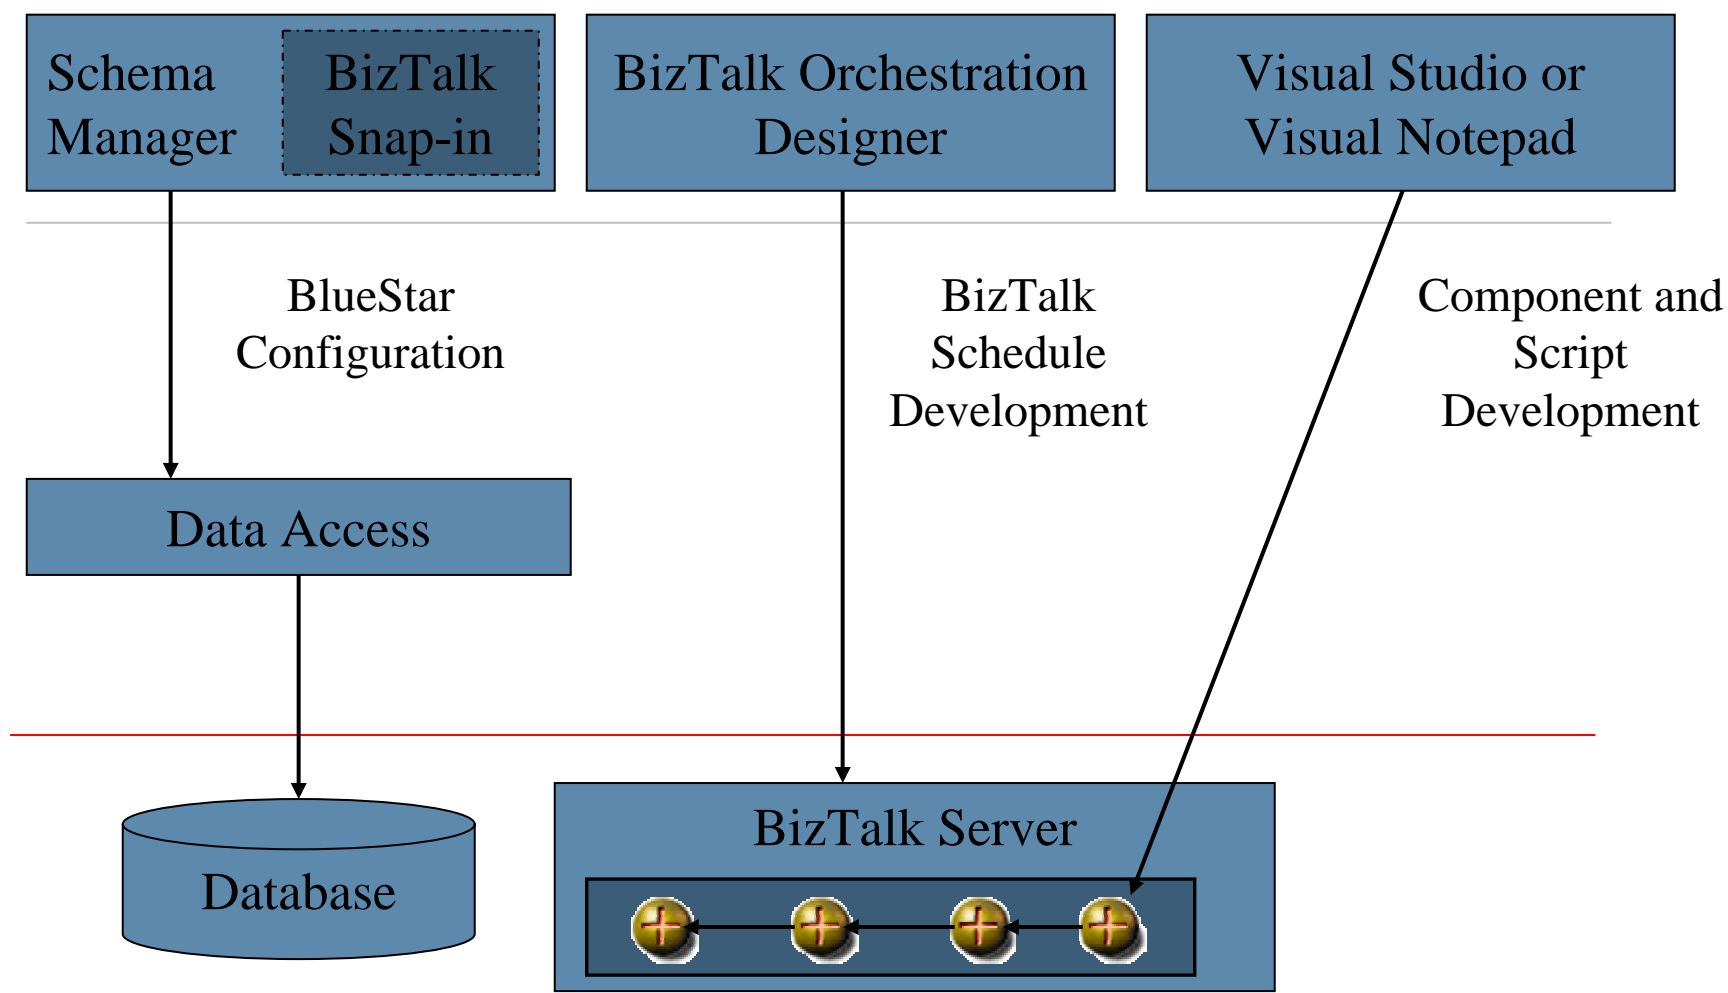 Schema
Manager
BizTalk
Snap-in
BizTalk Orchestration
Designer
Visual Studio or
Visual Notepad
BlueStar
Configuration
BizTalk
Schedule
Development
Component and
Script
Development
Data Access
BizTalk Server
Database